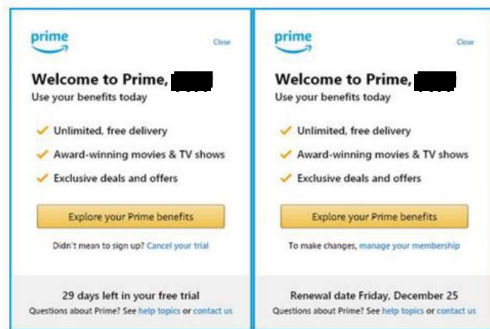 prime
Close
Welcome to Prime,
Use your benefits today
Unlimited, free delivery
Award-winning movies & TV shows
Exclusive deals and offers
Explore your Prime benefits
Didn't mean to sign up? Cancel your trial
29 days left in your free trial
Questions about Prime? See help topics or contact us
prime
Close
Welcome to Prime,
Use your benefits today
Unlimited, free delivery
Award-winning movies & TV shows
Exclusive deals and offers
Explore your Prime benefits
To make changes, manage your membership
Renewal date Friday, December 25
Questions about Prime? See help topics or contact us